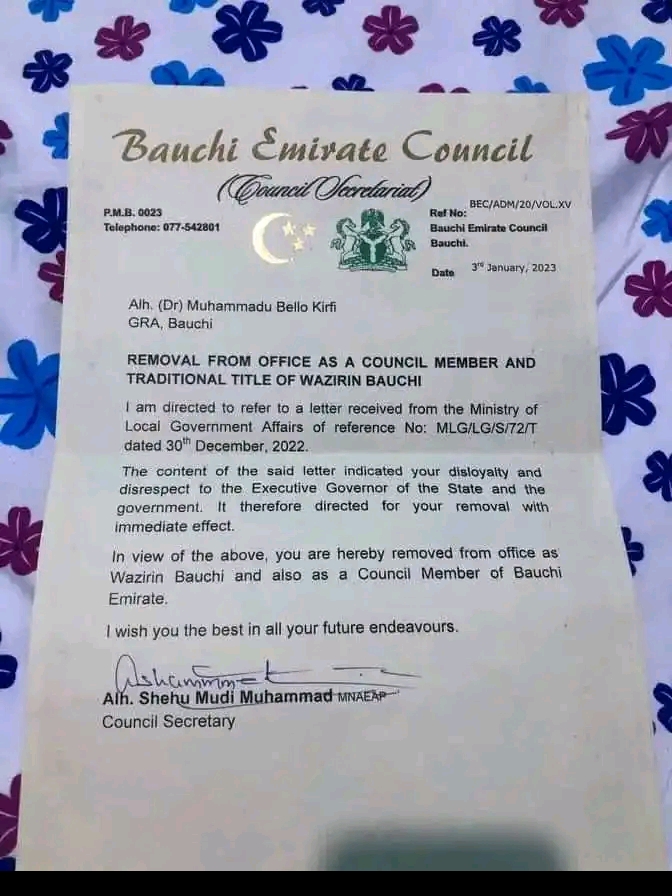 Bauchi Emirate Council
(Council Secretariat)
P.M.B. 0023
Telephone: 077-542801
Ref No: BEC/ADM/20/VOL.XV
Bauchi Emirate Council
Bauchi.
Date 3rd January, 2023
Alh. (Dr) Muhammadu Bello Kirfi
GRA, Bauchi
REMOVAL FROM OFFICE AS A COUNCIL MEMBER AND
TRADITIONAL TITLE OF WAZIRIN BAUCHI
I am directed to refer to a letter received from the Ministry of
Local Government Affairs of reference No: MLG/LG/S/72/T
dated 30th December, 2022.
The content of the said letter indicated your disloyalty and
disrespect to the Executive Governor of the State and the
government. It therefore directed for your removal with
immediate effect.
In view of the above, you are hereby removed from office as
Wazirin Bauchi and also as a Council Member of Bauchi
Emirate.
I wish you the best in all your future endeavours.
Alh. Shehu Mudi Muhammad MNAEAP
Council Secretary